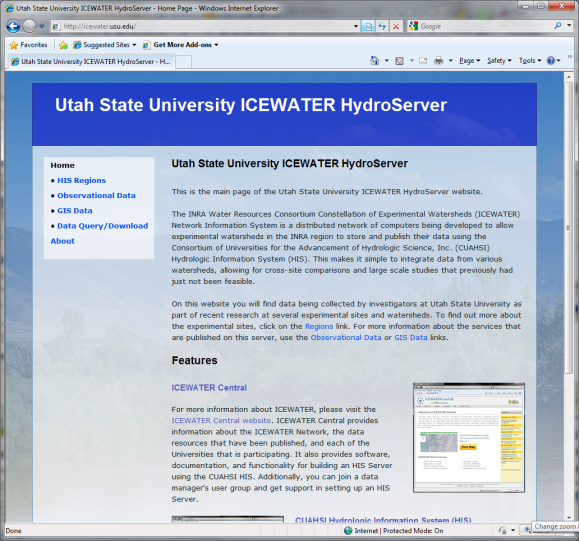 Utah State University ICEWATER HydroServer - Home Page - Windows Internet Explorer
http://icewater.usu.edu/
Google
Favorites
Suggested Sites
Get More Add-ons
Utah State University ICEWATER HydroServer - H...
Page
Safety
Tools
Utah State University ICEWATER HydroServer
Home
• HIS Regions
• Observational Data
• GIS Data
• Data Query/Download
About
Utah State University ICEWATER HydroServer
This is the main page of the Utah State University ICEWATER HydroServer website.
The INRA Water Resources Consortium Constellation of Experimental Watersheds (ICEWATER)
Network Information System is a distributed network of computers being developed to allow
experimental watersheds in the INRA region to store and publish their data using the
Consortium of Universities for the Advancement of Hydrologic Science, Inc. (CUAHSI)
Hydrologic Information System (HIS). This makes it simple to integrate data from various
watersheds, allowing for cross-site comparisons and large scale studies that previously had
just not been feasible.
On this website you will find data being collected by investigators at Utah State University as
part of recent research at several experimental sites and watersheds. To find out more about
the experimental sites, click on the Regions link. For more information about the services that
are published on this server, use the Observational Data or GIS Data links.
Features
ICEWATER Central
For more information about ICEWATER, please visit the
ICEWATER Central website. ICEWATER Central provides
information about the ICEWATER Network, the data
resources that have been published, and each of the
Universities that is participating. It also provides software,
documentation, and functionality for building an HIS Server
using the CUAHSI HIS. Additionally, you can join a data
manager's user group and get support in setting up an HIS
Server.
ICEWATER Central
INRA
CUAHSI Hydrologic Information System (HIS)
Done
Internet | Protected Mode: On
Change zoom